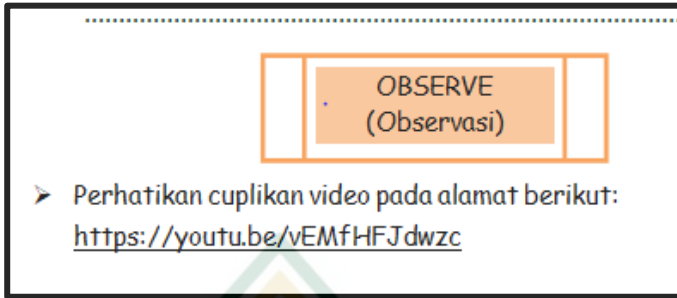 OBSERVE
(Observasi)
➤ Perhatikan cuplikan video pada alamat berikut:
https://youtu.be/vEMfHFJdwzc